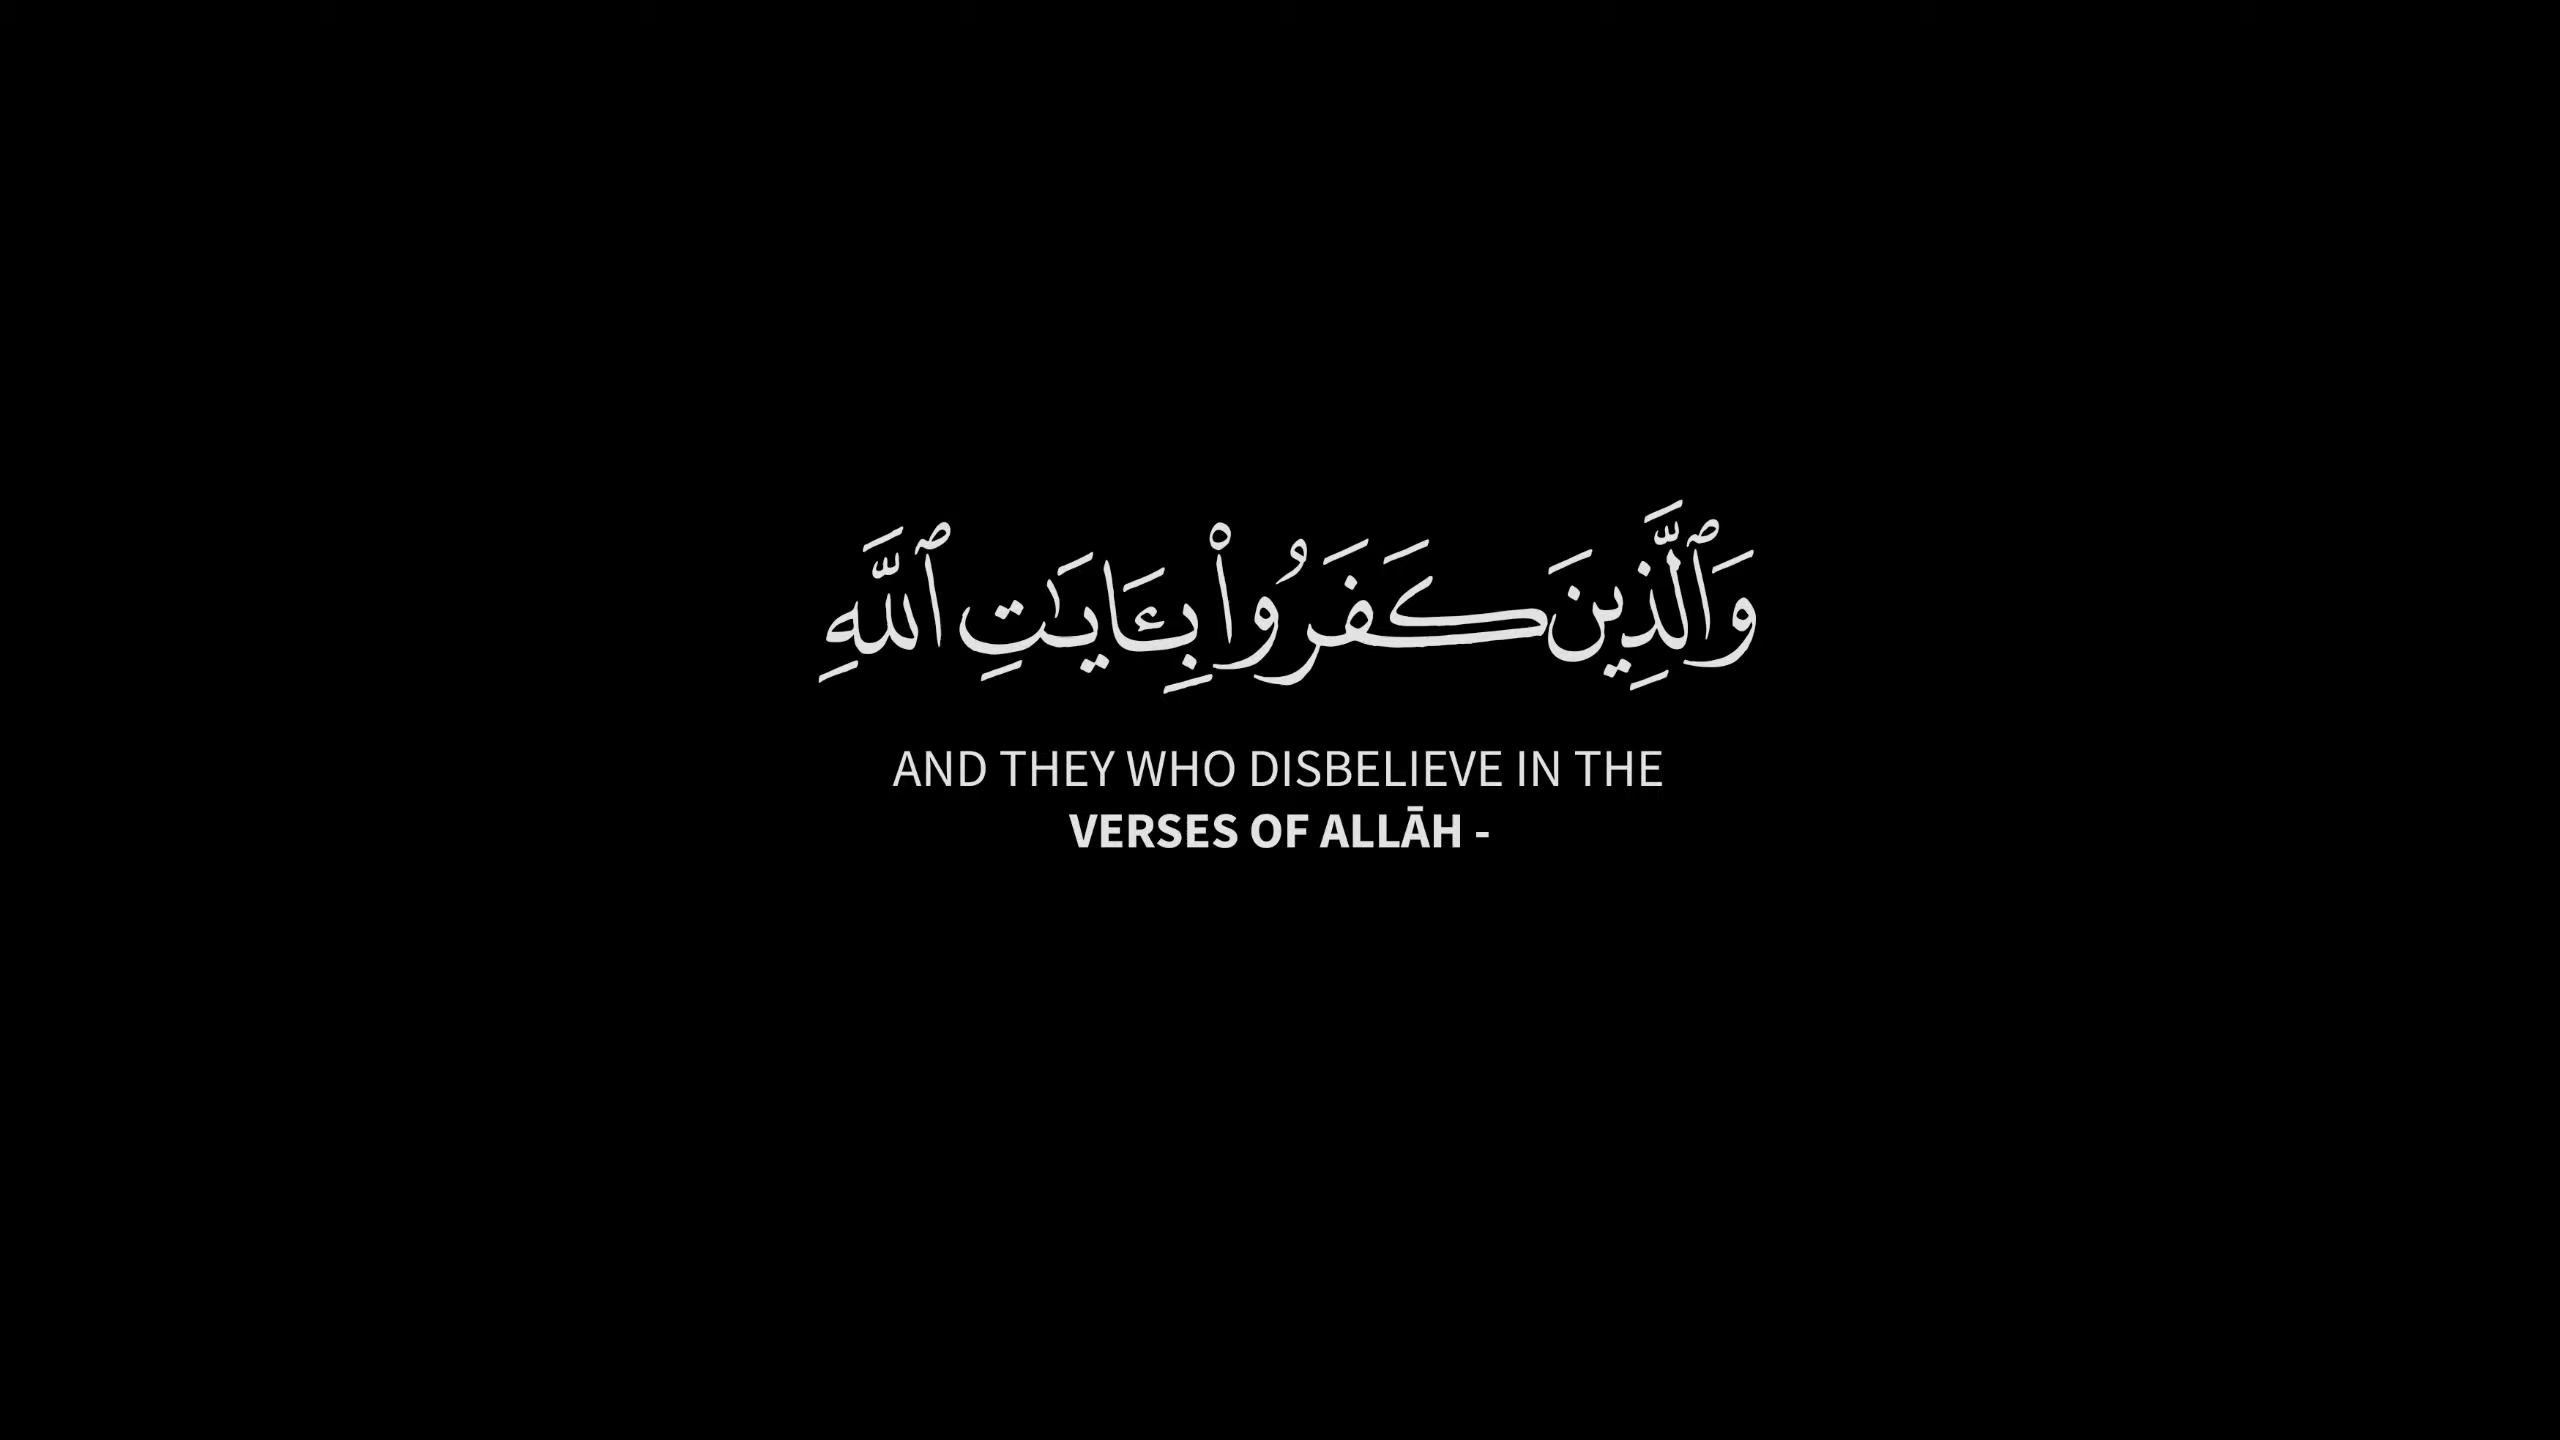 وَٱلَّذِينَ كَفَرُوا۟ بِـَٔايَـٰتِ ٱللَّهِ
AND THEY WHO DISBELIEVE IN THE
VERSES OF ALLĀH -